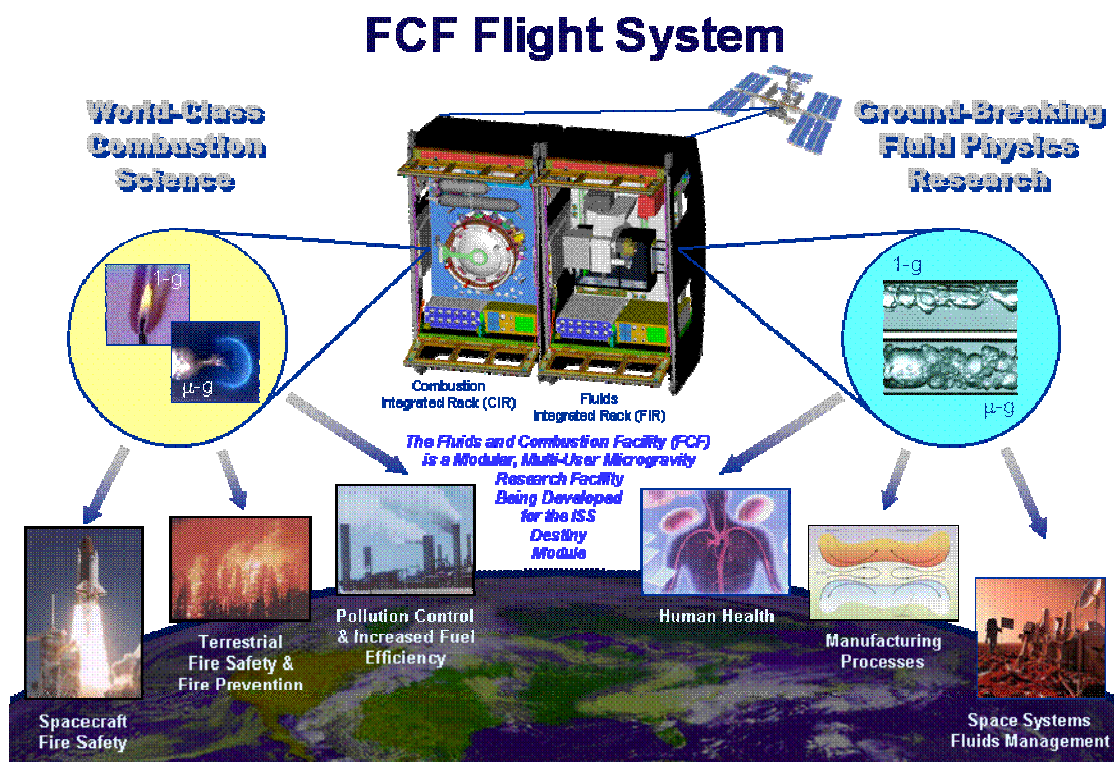 FCF Flight System
World-Class
Combustion
Science
Ground-Breaking
Fluid Physics
Research
1-g
μ-g
1-g
μ-g
Combustion
Integrated Rack (CIR)
Fluids
Integrated Rack (FIR)
The Fluids and Combustion Facility (FCF)
is a Modular, Multi-User Microgravity
Research Facility
Being Developed
for the ISS
Destiny
Module
Spacecraft
Fire Safety
Terrestrial
Fire Safety &
Fire Prevention
Pollution Control
& Increased Fuel
Efficiency
Human Health
Manufacturing
Processes
Space Systems
Fluids Management